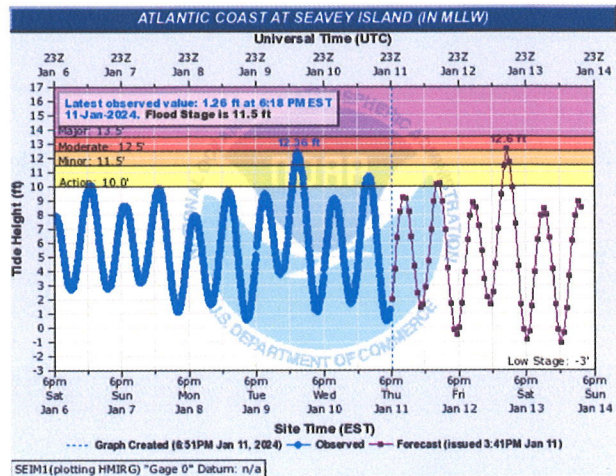 ATLANTIC COAST AT SEAVEY ISLAND (IN MLLW)
Universal Time (UTC)
23Z 23Z 23Z 23Z 23Z 23Z 23Z 23Z 23Z
Jan 6 Jan 7 Jan 8 Jan 9 Jan 10 Jan 11 Jan 12 Jan 13 Jan 14
Tide Height (ft)
17
16
15
14
13
12
11
10
9
8
7
6
5
4
3
2
1
0
-1
-2
-3
Latest observed value: 1.26 ft at 6:18 PM EST
11-Jan-2024. Flood Stage is 11.5 ft
Major: 13.5'
Moderate: 12.5'
Minor: 11.5'
Action: 10.0'
12.36 ft
12.6 ft
NOAA
U.S. DEPARTMENT OF COMMERCE
Low Stage: -3'
6pm 6pm 6pm 6pm 6pm 6pm 6pm 6pm 6pm
Sat Sun Mon Tue Wed Thu Fri Sat Sun
Jan 6 Jan 7 Jan 8 Jan 9 Jan 10 Jan 11 Jan 12 Jan 13 Jan 14
Site Time (EST)
Graph Created (6:51PM Jan 11, 2024) Observed Forecast (issued 3:41PM Jan 11)
SEIM1(plotting HMIRG) "Gage 0" Datum: n/a